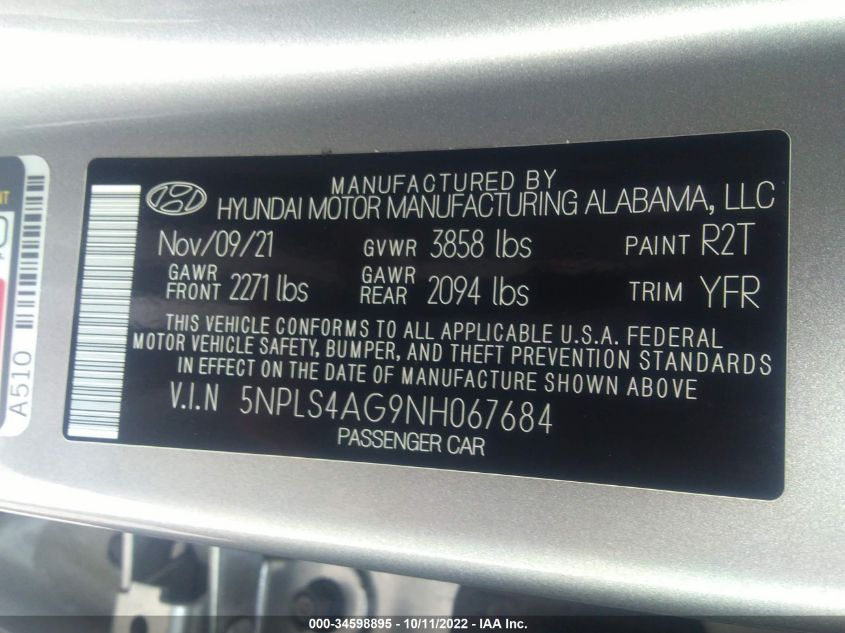 MANUFACTURED BY
HYUNDAI MOTOR MANUFACTURING ALABAMA, LLC
Nov/09/21 GVWR 3858 lbs PAINT R2T
GAWR FRONT 2271 lbs GAWR REAR 2094 lbs TRIM YFR
THIS VEHICLE CONFORMS TO ALL APPLICABLE U.S.A. FEDERAL
MOTOR VEHICLE SAFETY, BUMPER, AND THEFT PREVENTION STANDARDS
IN EFFECT ON THE DATE OF MANUFACTURE SHOWN ABOVE
V.I.N 5NPLS4AG9NH067684
PASSENGER CAR
A510
000-34598895 - 10/11/2022 - IAA Inc.